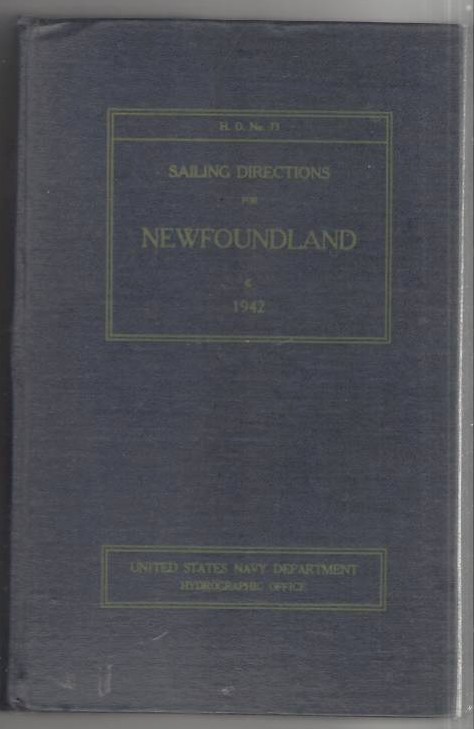 H. O. No. 73
SAILING DIRECTIONS
FOR
NEWFOUNDLAND
1942
UNITED STATES NAVY DEPARTMENT
HYDROGRAPHIC OFFICE